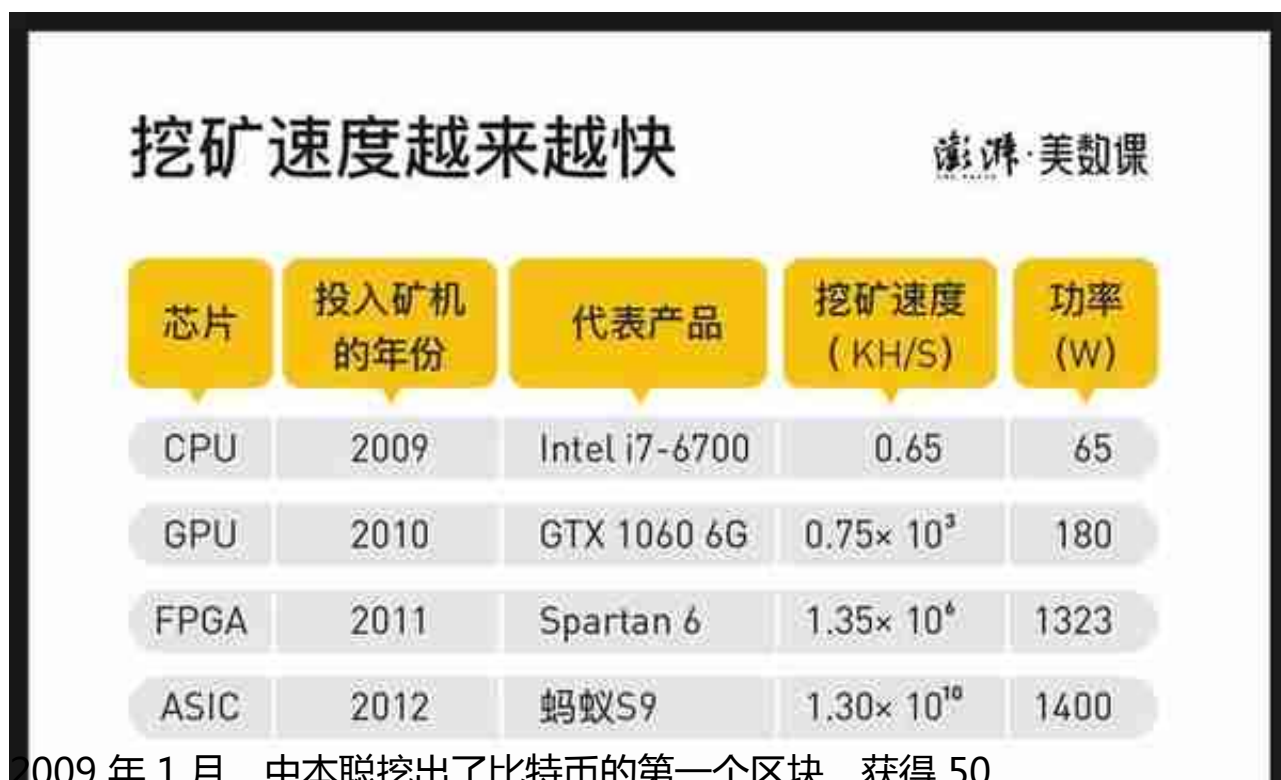 挖矿速度越来越快
澎湃·美数课
芯片 投入矿机的年份 代表产品 挖矿速度(KH/S) 功率(W)
CPU 2009 Intel i7-6700 0.65 65
GPU 2010 GTX 1060 6G 0.75× 10³ 180
FPGA 2011 Spartan 6 1.35× 10⁶ 1323
ASIC 2012 蚂蚁S9 1.30× 10¹⁰ 1400
2009 年 1 月 中本聪挖出了比特币的第一个区块 获得 50